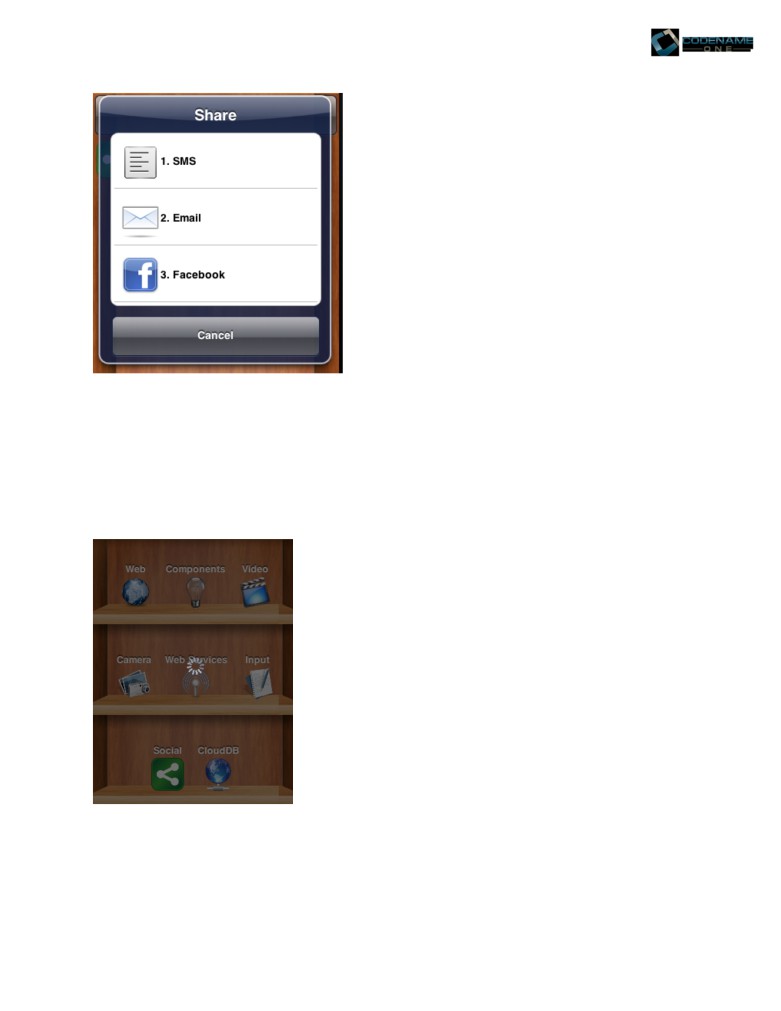 CODENAME
ONE
Share
1. SMS
2. Email
3. Facebook
Cancel
Web Components Video
Camera Web Services Input
Social CloudDB